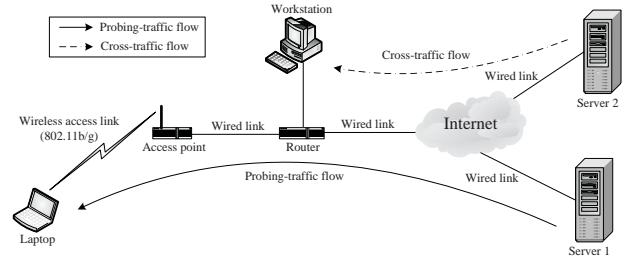 Workstation
Probing-traffic flow
Cross-traffic flow
Cross-traffic flow
Wired link
Server 2
Wireless access link
(802.11b/g)
Wired link
Wired link
Internet
Access point
Router
Wired link
Probing-traffic flow
Laptop
Server 1